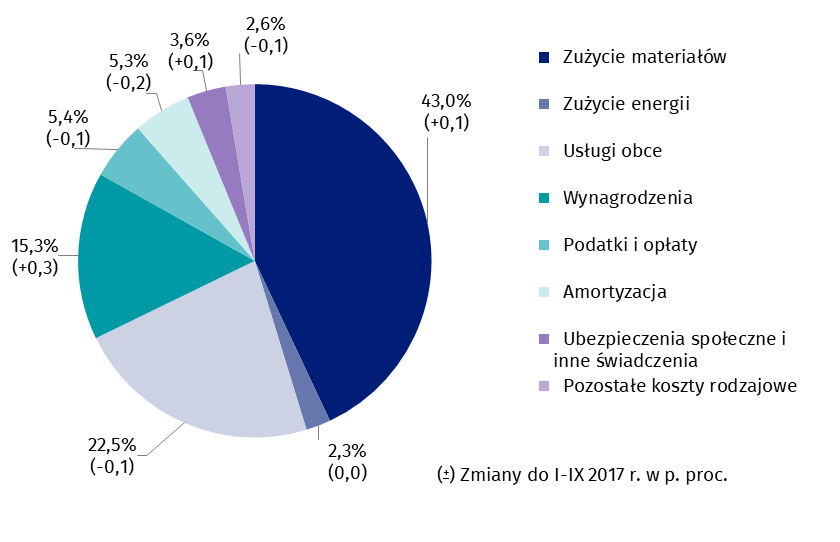 2,6%
(-0,1)
3,6%
(+0,1)
5,3%
(-0,2)
5,4%
(-0,1)
15,3%
(+0,3)
22,5%
(-0,1)
2,3%
(0,0)
43,0%
(+0,1)
Zużycie materiałów
Zużycie energii
Usługi obce
Wynagrodzenia
Podatki i opłaty
Amortyzacja
Ubezpieczenia społeczne i
inne świadczenia
Pozostałe koszty rodzajowe
(±) Zmiany do I-IX 2017 r. w p. proc.